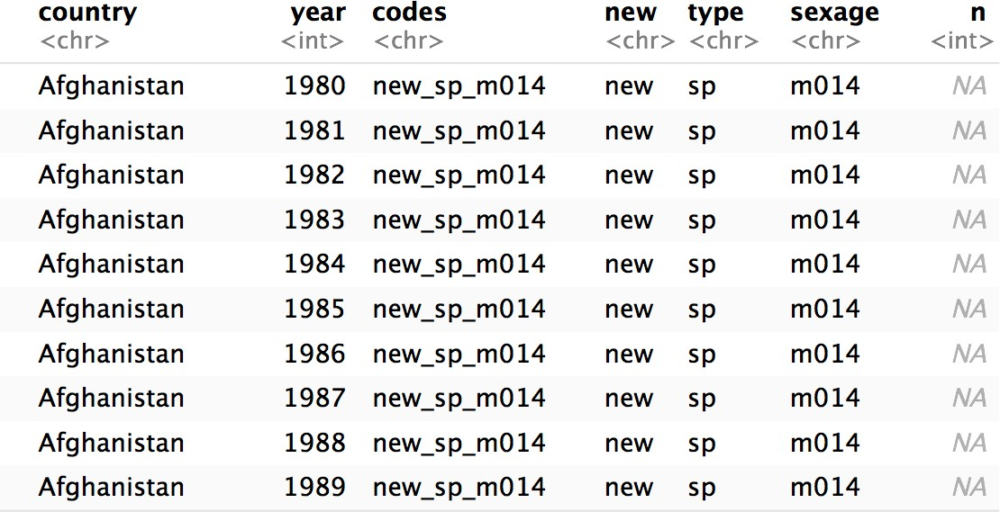 country year codes new type sexage n
<chr> <int> <chr> <chr> <chr> <chr> <int>
Afghanistan 1980 new_sp_m014 new sp m014 NA
Afghanistan 1981 new_sp_m014 new sp m014 NA
Afghanistan 1982 new_sp_m014 new sp m014 NA
Afghanistan 1983 new_sp_m014 new sp m014 NA
Afghanistan 1984 new_sp_m014 new sp m014 NA
Afghanistan 1985 new_sp_m014 new sp m014 NA
Afghanistan 1986 new_sp_m014 new sp m014 NA
Afghanistan 1987 new_sp_m014 new sp m014 NA
Afghanistan 1988 new_sp_m014 new sp m014 NA
Afghanistan 1989 new_sp_m014 new sp m014 NA